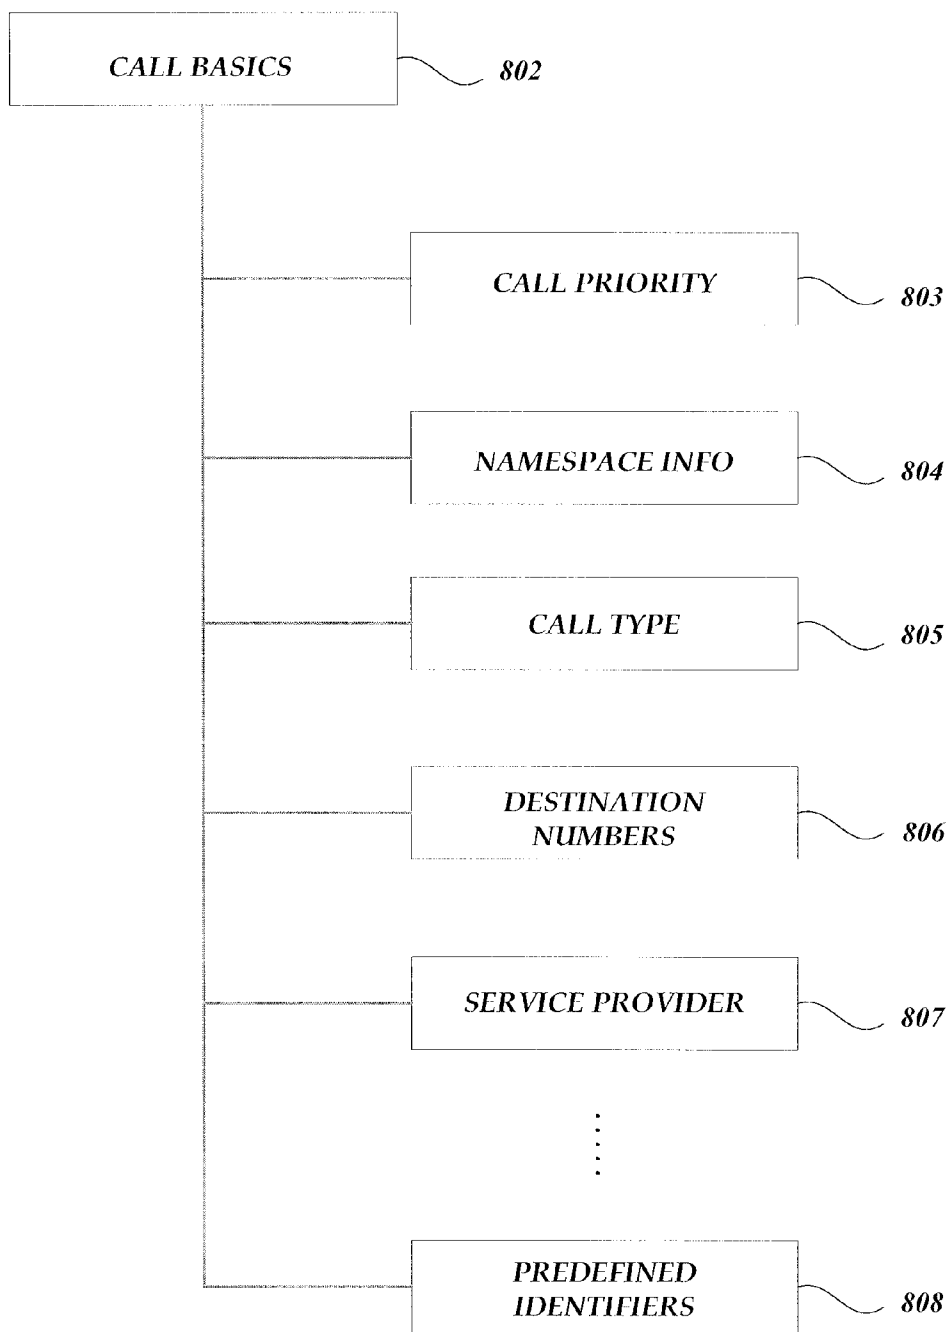 CALL BASICS
802
CALL PRIORITY
803
NAMESPACE INFO
804
CALL TYPE
805
DESTINATION
NUMBERS
806
SERVICE PROVIDER
807
PREDEFINED
IDENTIFIERS
808